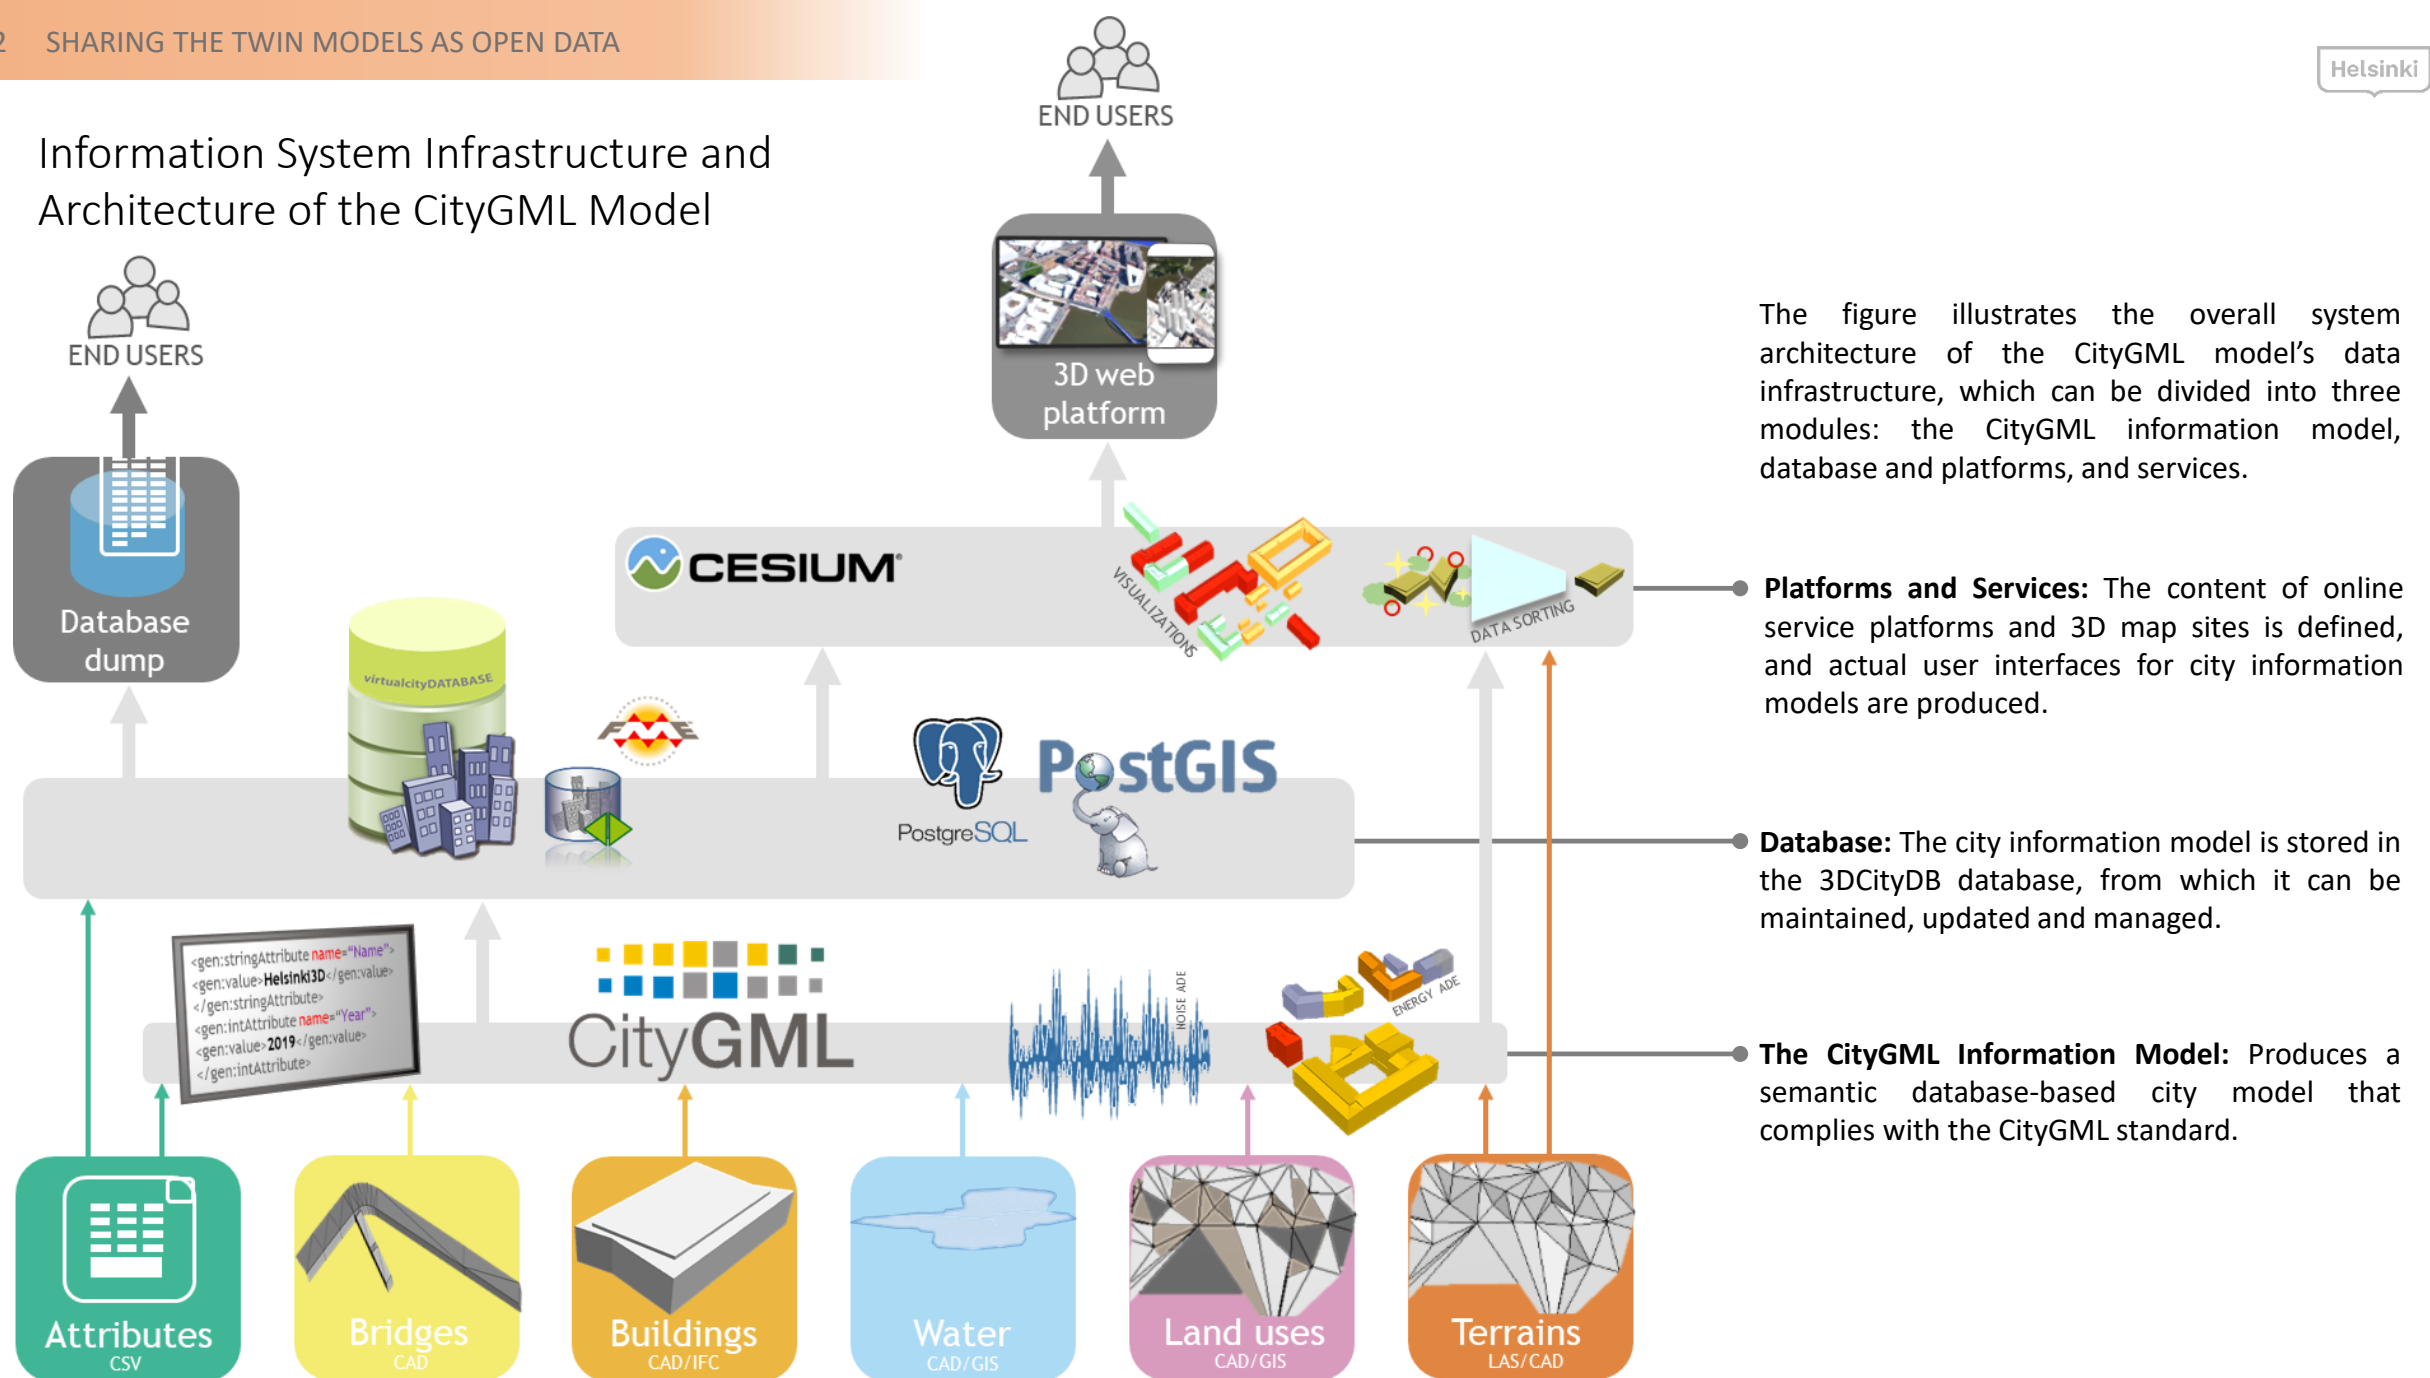 2 SHARING THE TWIN MODELS AS OPEN DATA
Helsinki
Information System Infrastructure and
Architecture of the CityGML Model
END USERS
END USERS
3D web
platform
Database
dump
The figure illustrates the overall system
architecture of the CityGML model’s data
infrastructure, which can be divided into three
modules: the CityGML information model,
database and platforms, and services.
CESIUM®
VISUALIZATIONS
DATA SORTING
Platforms and Services: The content of online
service platforms and 3D map sites is defined,
and actual user interfaces for city information
models are produced.
virtualcityDATABASE
FME
PostgreSQL
PostGIS
Database: The city information model is stored in
the 3DCityDB database, from which it can be
maintained, updated and managed.
<gen:stringAttribute name="Name">
<gen:value>Helsinki3D</gen:value>
</gen:stringAttribute>
<gen:intAttribute name="Year">
<gen:value>2019</gen:value>
</gen:intAttribute>
CityGML
NOISE ADE
ENERGY ADE
The CityGML Information Model: Produces a
semantic database-based city model that
complies with the CityGML standard.
Attributes
CSV
Bridges
CAD
Buildings
CAD/IFC
Water
CAD/GIS
Land uses
CAD/GIS
Terrains
LAS/CAD